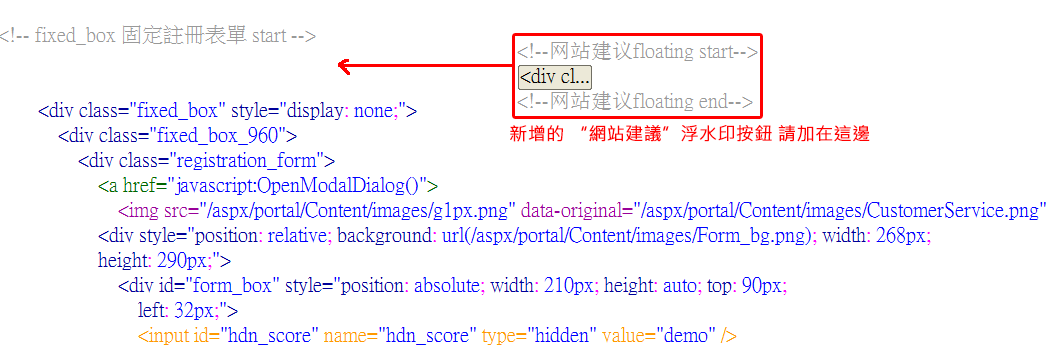 <!-- fixed_box 固定註冊表單 start -->
<!--网站建议floating start-->
<div cl...
<!--网站建议floating end-->
新增的 “網站建議” 浮水印按鈕 請加在這邊
<div class="fixed_box" style="display: none;">
<div class="fixed_box_960">
<div class="registration_form">
<a href="javascript:OpenModalDialog()">
<img src="/aspx/portal/Content/images/g1px.png" data-original="/aspx/portal/Content/images/CustomerService.png"
<div style="position: relative; background: url(/aspx/portal/Content/images/Form_bg.png); width: 268px;
height: 290px;">
<div id="form_box" style="position: absolute; width: 210px; height: auto; top: 90px;
left: 32px;">
<input id="hdn_score" name="hdn_score" type="hidden" value="demo" />